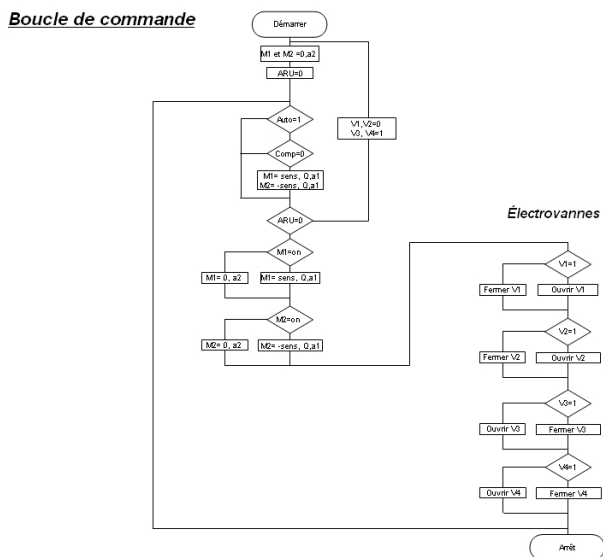 Boucle de commande
Démarrer
M1 et M2 =0,a2
ARU=0
Auto=1
V1,V2=0
V3, V4=1
Comp=0
M1= sens, Q,a1
M2= -sens, Q,a1
ARU=0
M1=on
M1= 0, a2
M1= sens, Q,a1
M2=on
M2= 0, a2
M2= -sens, Q,a1
Électrovannes
V1=1
Fermer V1
Ouvrir V1
V2=1
Fermer V2
Ouvrir V2
V3=1
Ouvrir V3
Fermer V3
V4=1
Ouvrir V4
Fermer V4
Arrêt